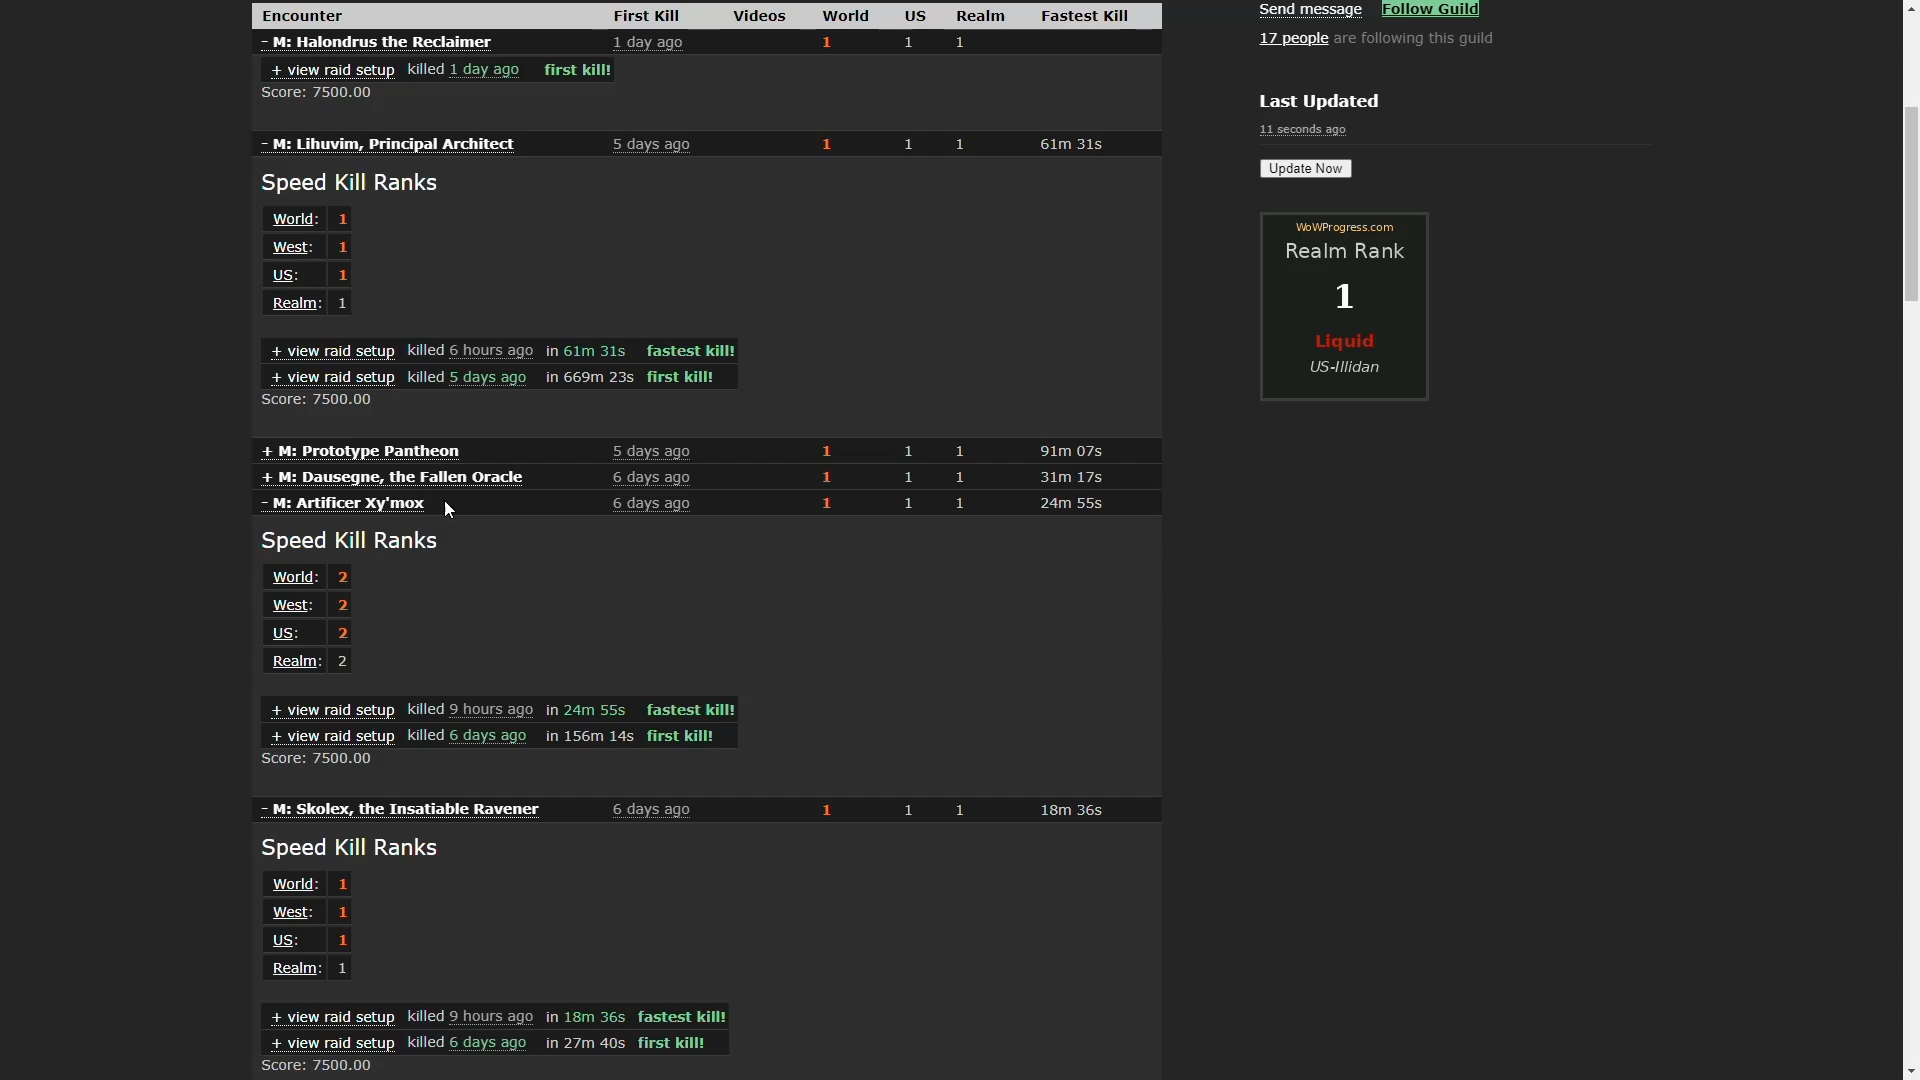 Encounter First Kill Videos World US Realm Fastest Kill
- M: Halondrus the Reclaimer 1 day ago 1 1 1
+ view raid setup killed 1 day ago first kill!
Score: 7500.00
- M: Lihuvim, Principal Architect 5 days ago 1 1 1 61m 31s
Speed Kill Ranks
World: 1
West: 1
US: 1
Realm: 1
+ view raid setup killed 6 hours ago in 61m 31s fastest kill!
+ view raid setup killed 5 days ago in 669m 23s first kill!
Score: 7500.00
+ M: Prototype Pantheon 5 days ago 1 1 1 91m 07s
+ M: Dausegne, the Fallen Oracle 6 days ago 1 1 1 31m 17s
- M: Artificer Xy'mox 6 days ago 1 1 1 24m 55s
Speed Kill Ranks
World: 2
West: 2
US: 2
Realm: 2
+ view raid setup killed 9 hours ago in 24m 55s fastest kill!
+ view raid setup killed 6 days ago in 156m 14s first kill!
Score: 7500.00
- M: Skolex, the Insatiable Ravener 6 days ago 1 1 1 18m 36s
Speed Kill Ranks
World: 1
West: 1
US: 1
Realm: 1
+ view raid setup killed 9 hours ago in 18m 36s fastest kill!
+ view raid setup killed 6 days ago in 27m 40s first kill!
Score: 7500.00
Send message Follow Guild
17 people are following this guild
Last Updated
11 seconds ago
Update Now
WoWProgress.com
Realm Rank
1
Liquid
US-Illidan